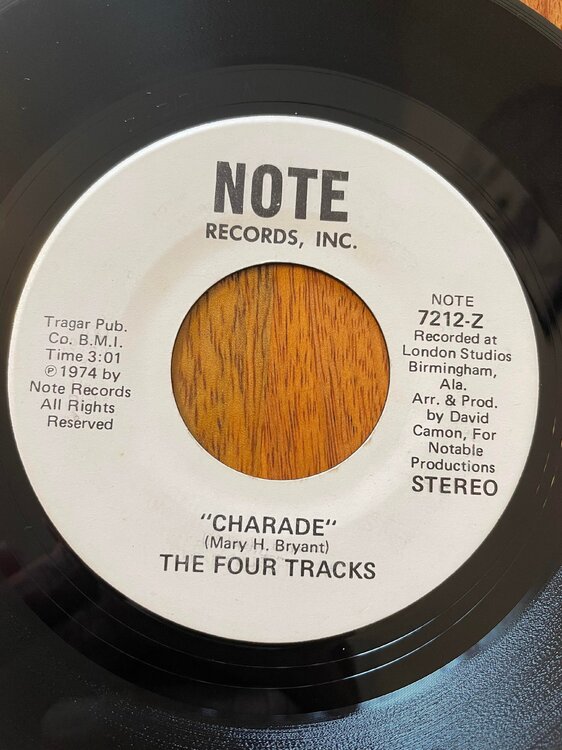 NOTE
RECORDS, INC.
Tragar Pub.
Co. B.M.I.
Time 3:01
℗ 1974 by
Note Records
All Rights
Reserved
NOTE
7212-Z
Recorded at
London Studios
Birmingham,
Ala.
Arr. & Prod.
by David
Camon, For
Notable
Productions
STEREO
"CHARADE"
(Mary H. Bryant)
THE FOUR TRACKS